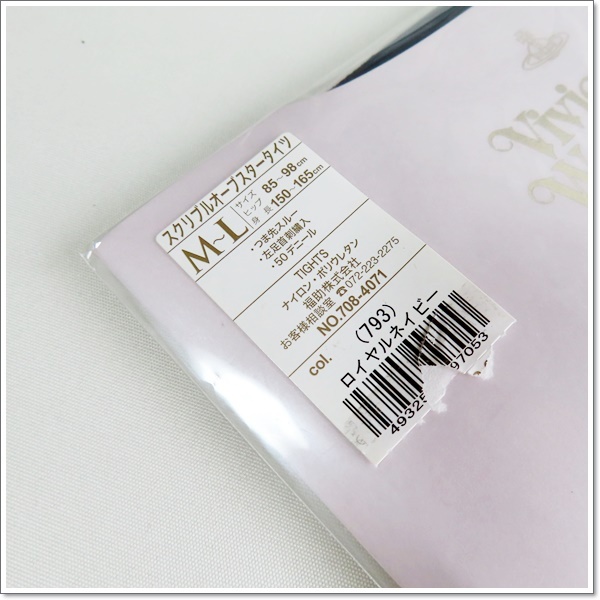 Vivie
W
スクリブルオーブスタータイツ
M~L
サイズ
ヒップ 85~98cm
身長 150~165cm
・つま先スルー
・左足首刺繍入
・50デニール
TIGHTS
ナイロン・ポリウレタン
福助株式会社
お客様相談室☎072-223-2275
NO.708-4071
col.
(793)
ロイヤルネイビー
49325
97053